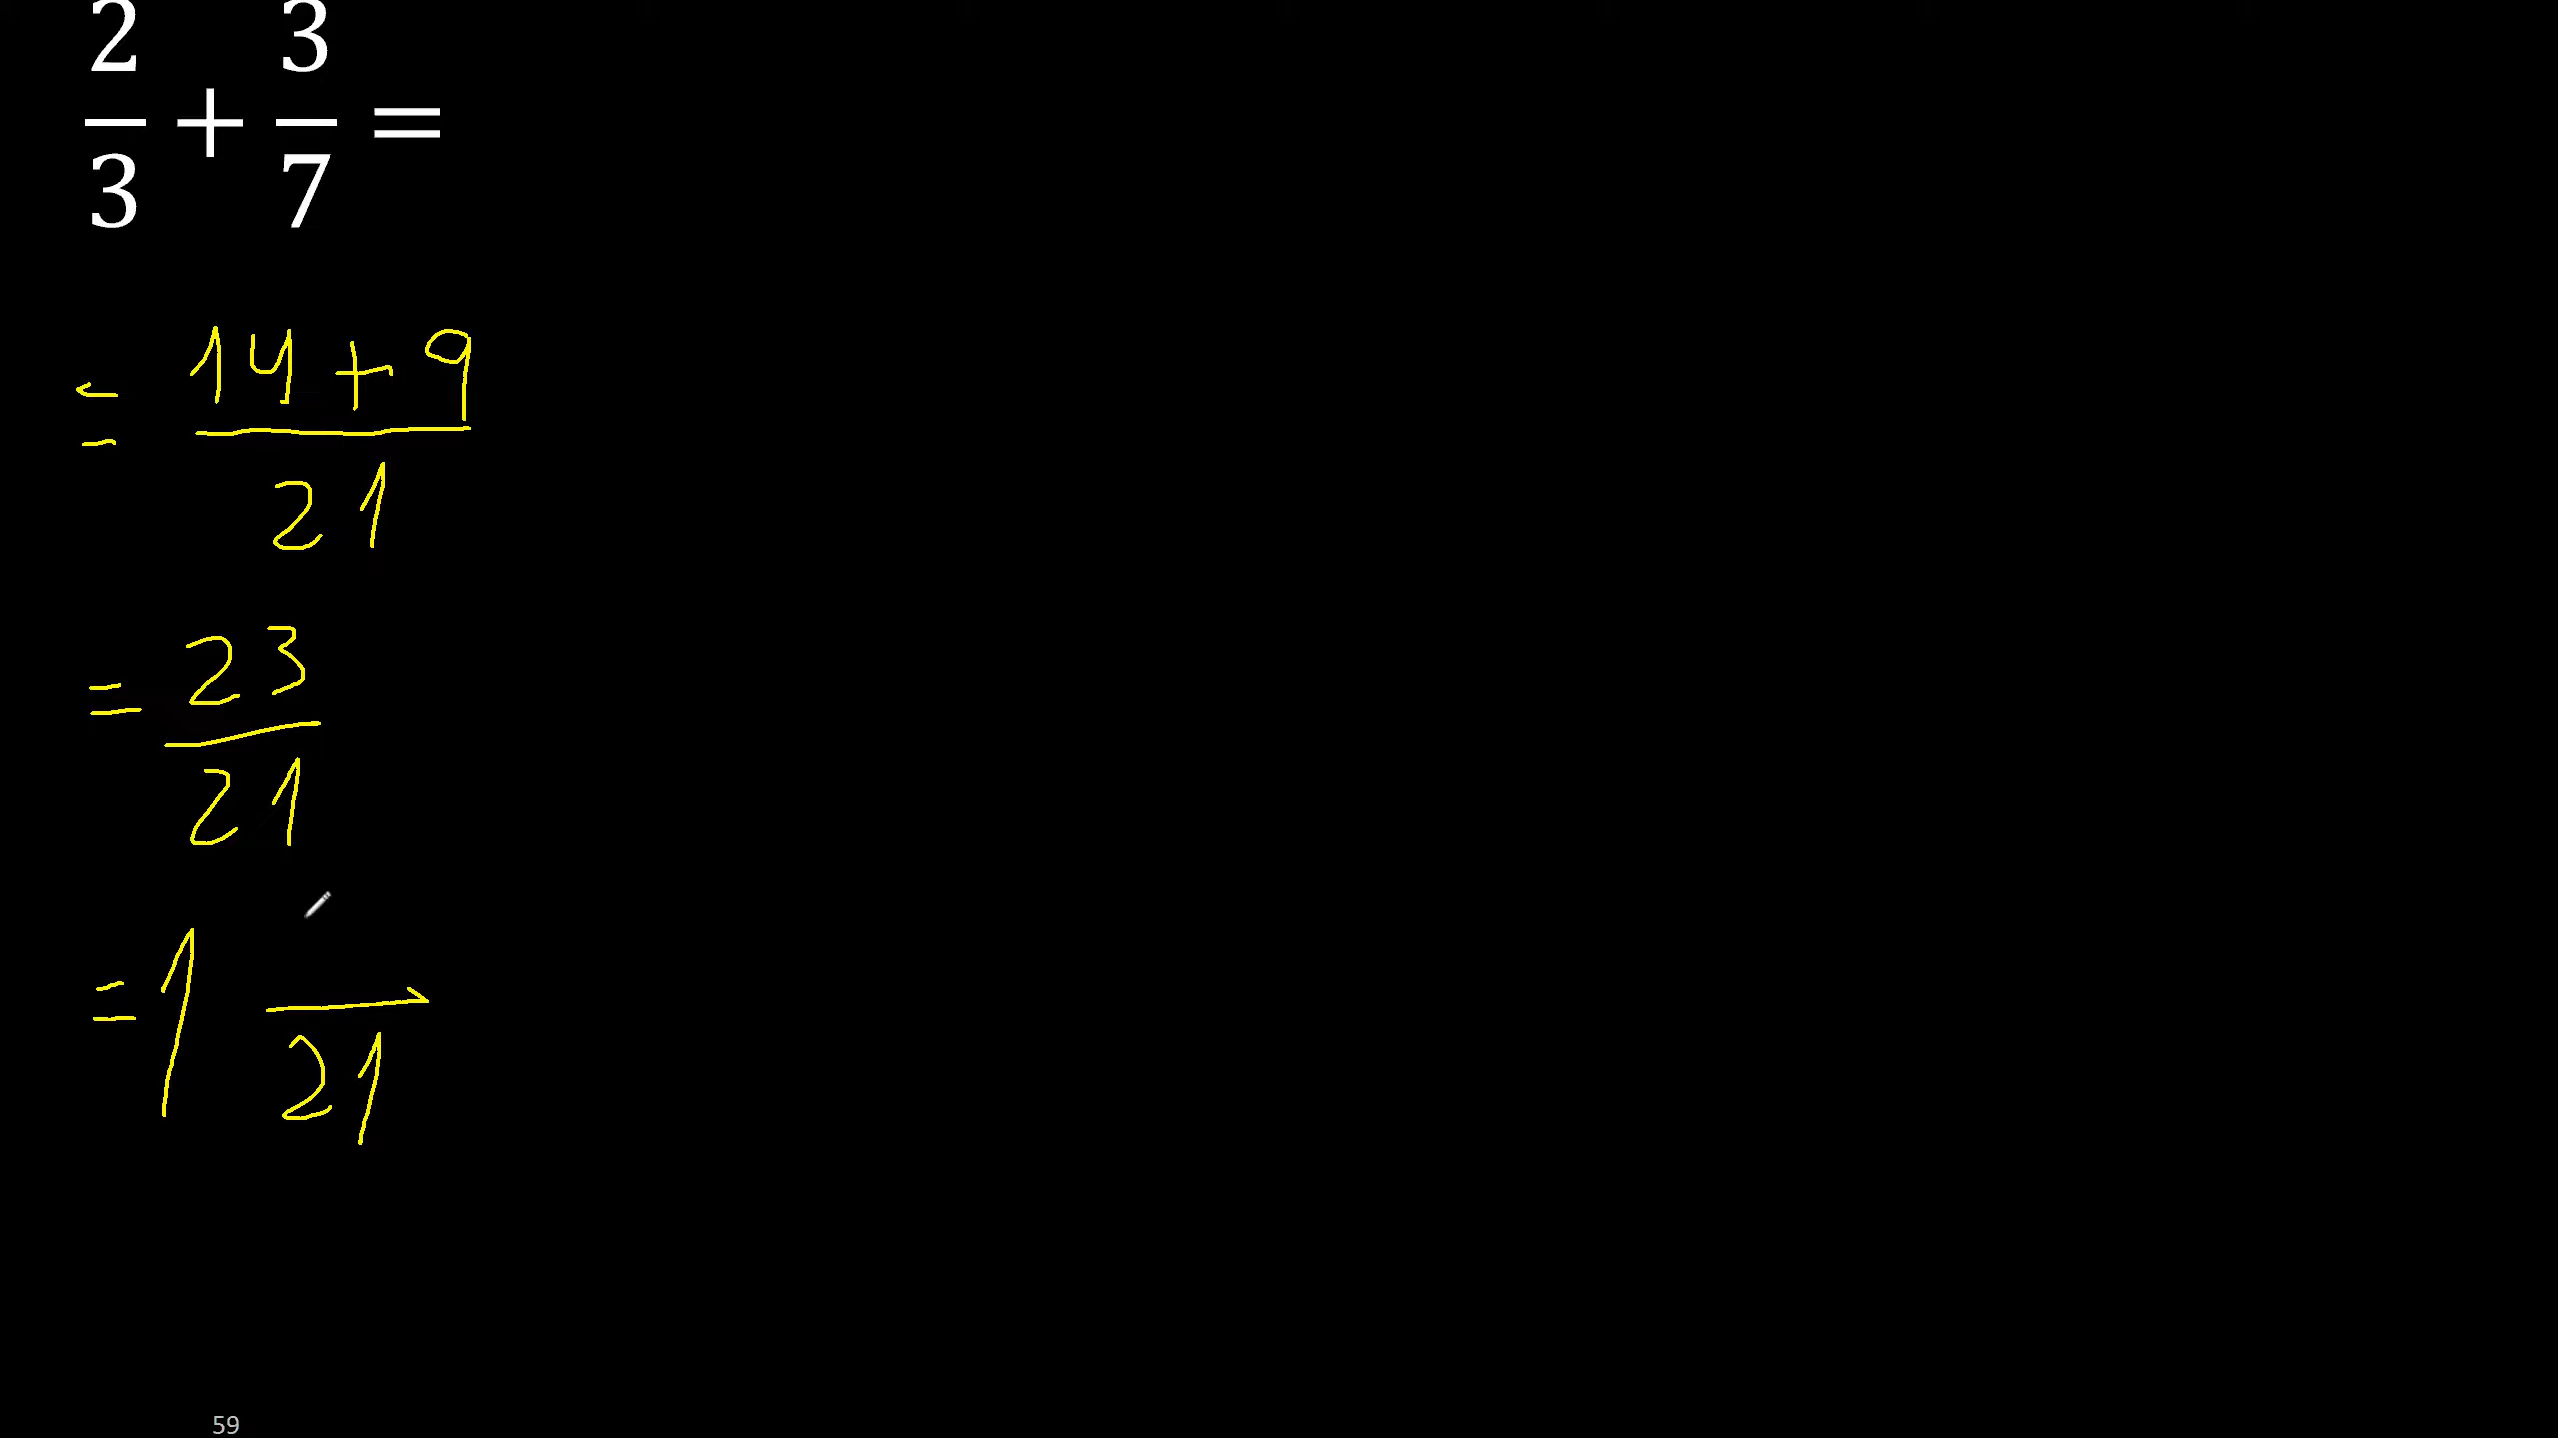 2/3 + 3/7 =
= 14 + 9 / 21
= 23 / 21
= 1 /21
59